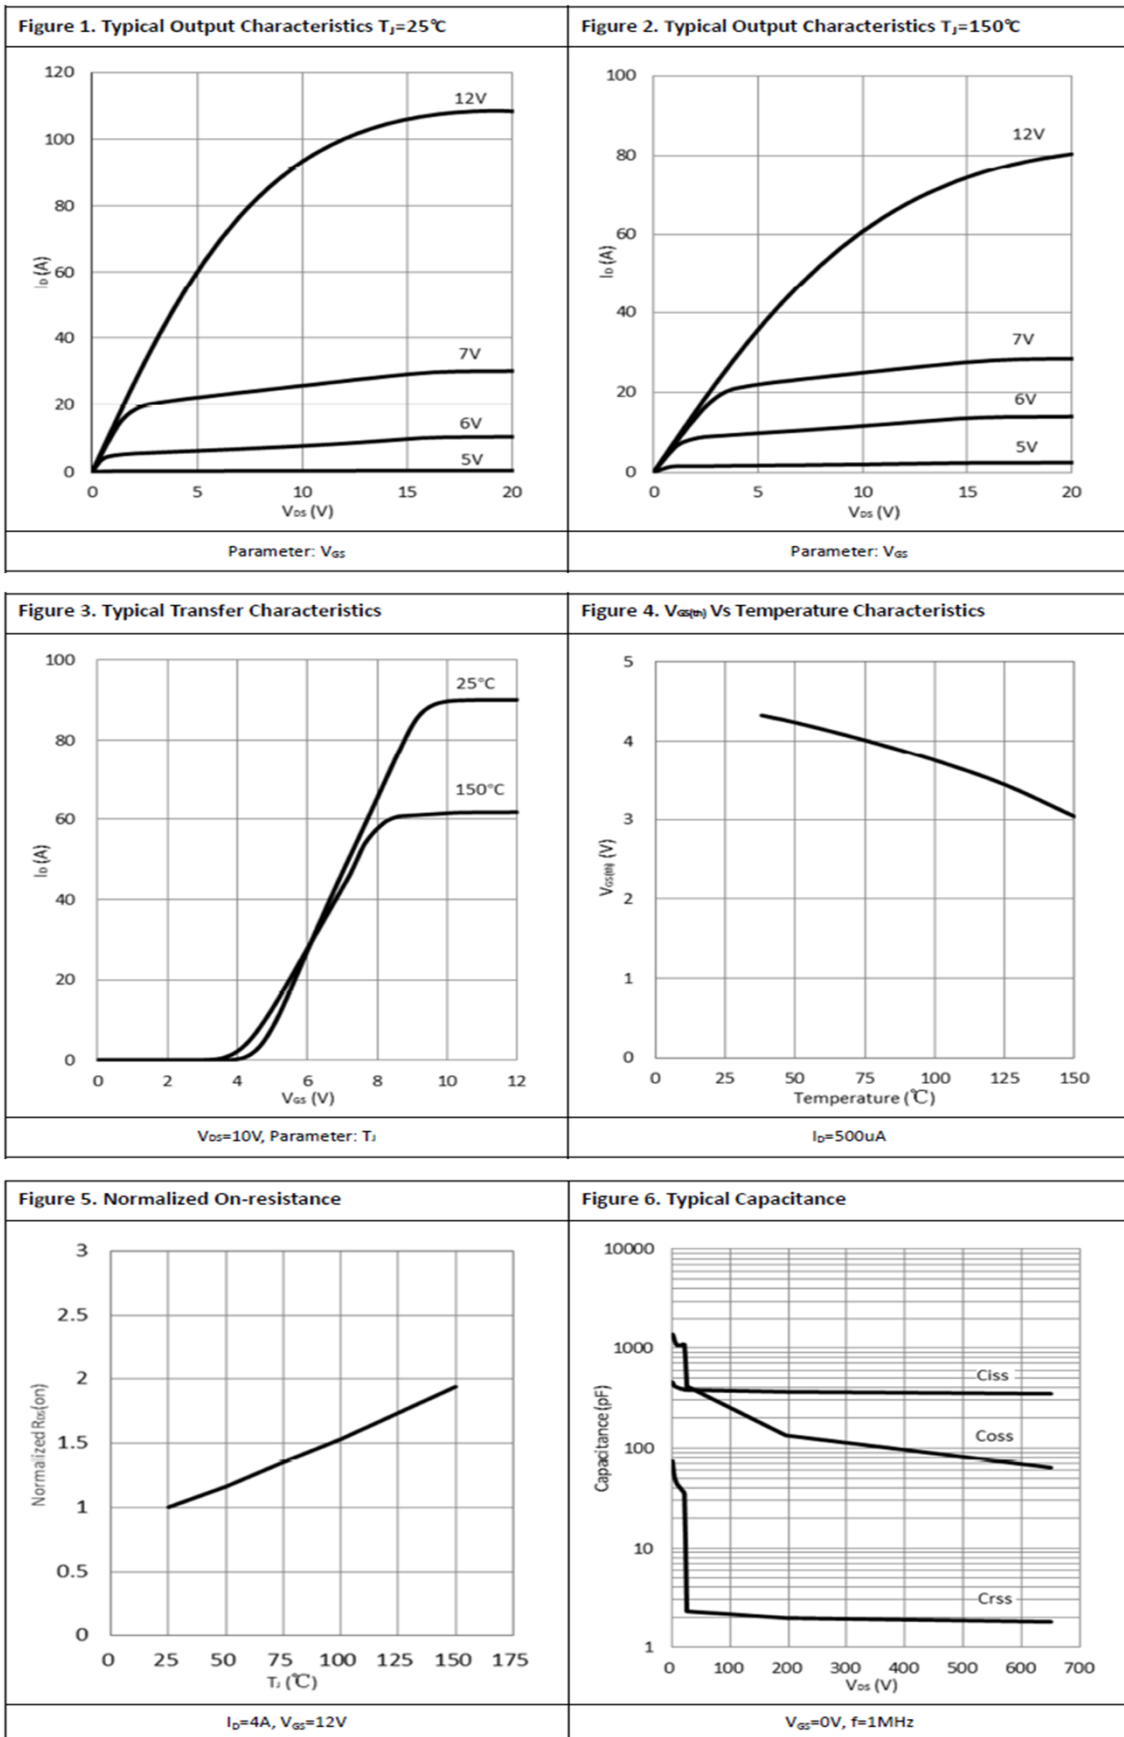 Figure 1. Typical Output Characteristics TJ=25℃
120
100
80
60
40
20
0
ID (A)
12V
7V
6V
5V
0 5 10 15 20
VDS (V)
Parameter: VGS
Figure 2. Typical Output Characteristics TJ=150℃
100
80
60
40
20
0
ID (A)
12V
7V
6V
5V
0 5 10 15 20
VDS (V)
Parameter: VGS
Figure 3. Typical Transfer Characteristics
100
80
60
40
20
0
ID (A)
25°C
150°C
0 2 4 6 8 10 12
VGS (V)
VDS=10V, Parameter: TJ
Figure 4. VGS(th) Vs Temperature Characteristics
5
4
3
2
1
0
VGS(th) (V)
0 25 50 75 100 125 150
Temperature (℃)
ID=500uA
Figure 5. Normalized On-resistance
3
2.5
2
1.5
1
0.5
0
Normalized RDS(on)
0 25 50 75 100 125 150 175
TJ (℃)
ID=4A, VGS=12V
Figure 6. Typical Capacitance
10000
1000
100
10
1
Capacitance (pF)
Ciss
Coss
Crss
0 100 200 300 400 500 600 700
VDS (V)
VGS=0V, f=1MHz